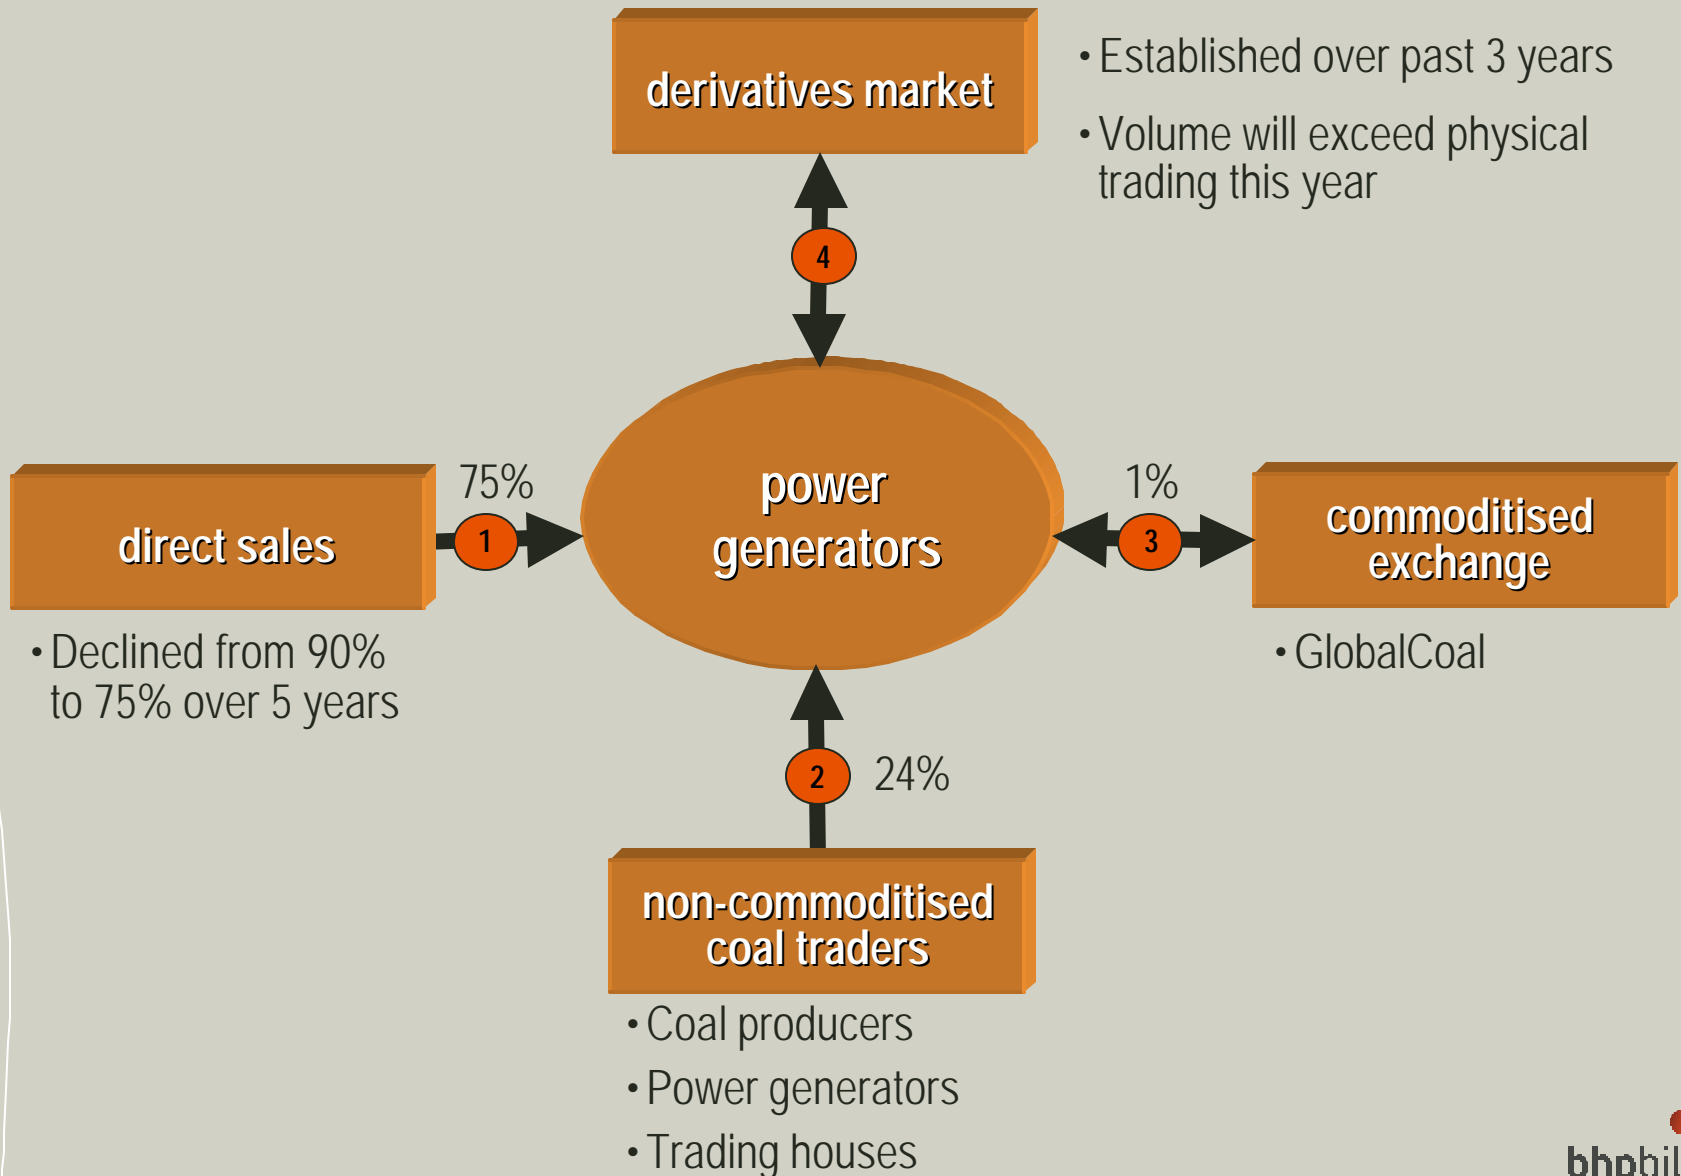 derivatives market
• Established over past 3 years
• Volume will exceed physical
trading this year
4
75%
1%
direct sales
1
power
generators
3
commoditised
exchange
• Declined from 90%
to 75% over 5 years
• GlobalCoal
2
24%
non-commoditised
coal traders
• Coal producers
• Power generators
• Trading houses
bhpbil